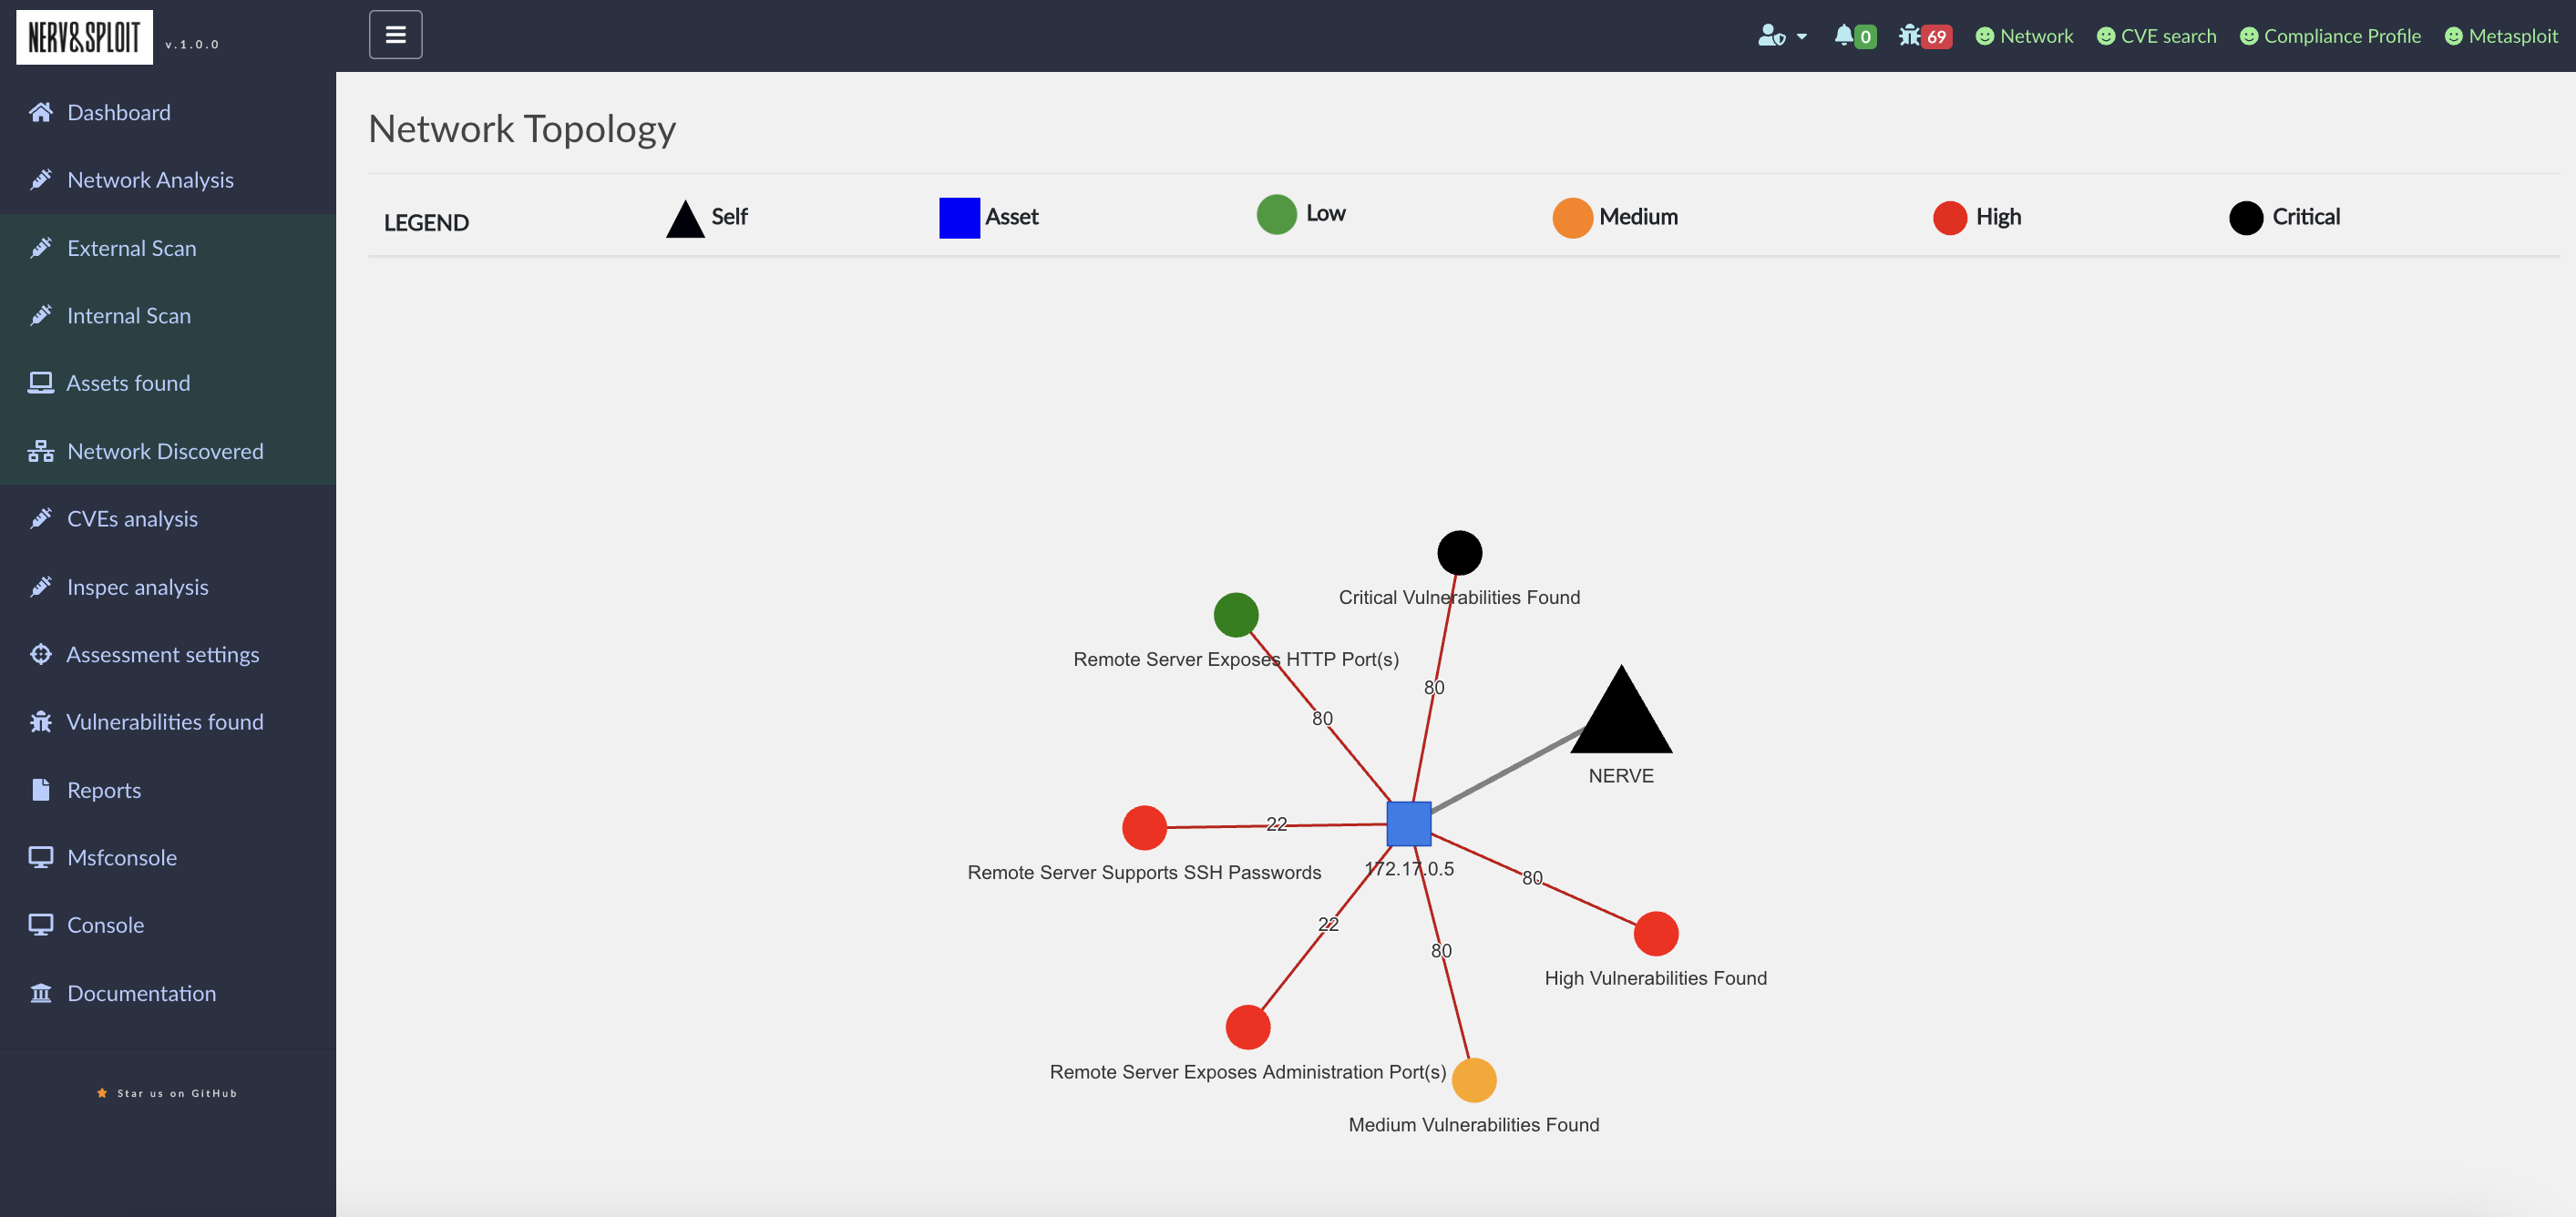 NERV&SPLOIT v.1.0.0
0 69 Network CVE search Compliance Profile Metasploit
Dashboard
Network Analysis
External Scan
Internal Scan
Assets found
Network Discovered
CVEs analysis
Inspec analysis
Assessment settings
Vulnerabilities found
Reports
Msfconsole
Console
Documentation
Star us on GitHub
Network Topology
LEGEND Self Asset Low Medium High Critical
Critical Vulnerabilities Found
Remote Server Exposes HTTP Port(s)
80
80
NERVE
22
Remote Server Supports SSH Passwords
172.17.0.5
80
22
80
High Vulnerabilities Found
Remote Server Exposes Administration Port(s)
Medium Vulnerabilities Found